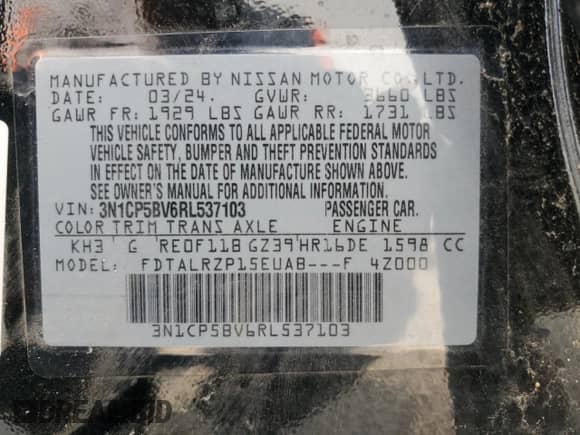 MANUFACTURED BY NISSAN MOTOR CO.,LTD.
DATE: 03/24. GVWR: 3660 LBS
GAWR FR: 1929 LBS GAWR RR: 1731 LBS
THIS VEHICLE CONFORMS TO ALL APPLICABLE FEDERAL MOTOR
VEHICLE SAFETY, BUMPER AND THEFT PREVENTION STANDARDS
IN EFFECT ON THE DATE OF MANUFACTURE SHOWN ABOVE.
SEE OWNER'S MANUAL FOR ADDITIONAL INFORMATION.
VIN: 3N1CP5BV6RL537103 PASSENGER CAR.
COLOR TRIM TRANS AXLE ENGINE
KH3 ' G 'RE0F11B GZ39'HR16DE 1598 CC
MODEL: FDTALRZP15EUAB---F 4Z000
3N1CP5BV6RL537103